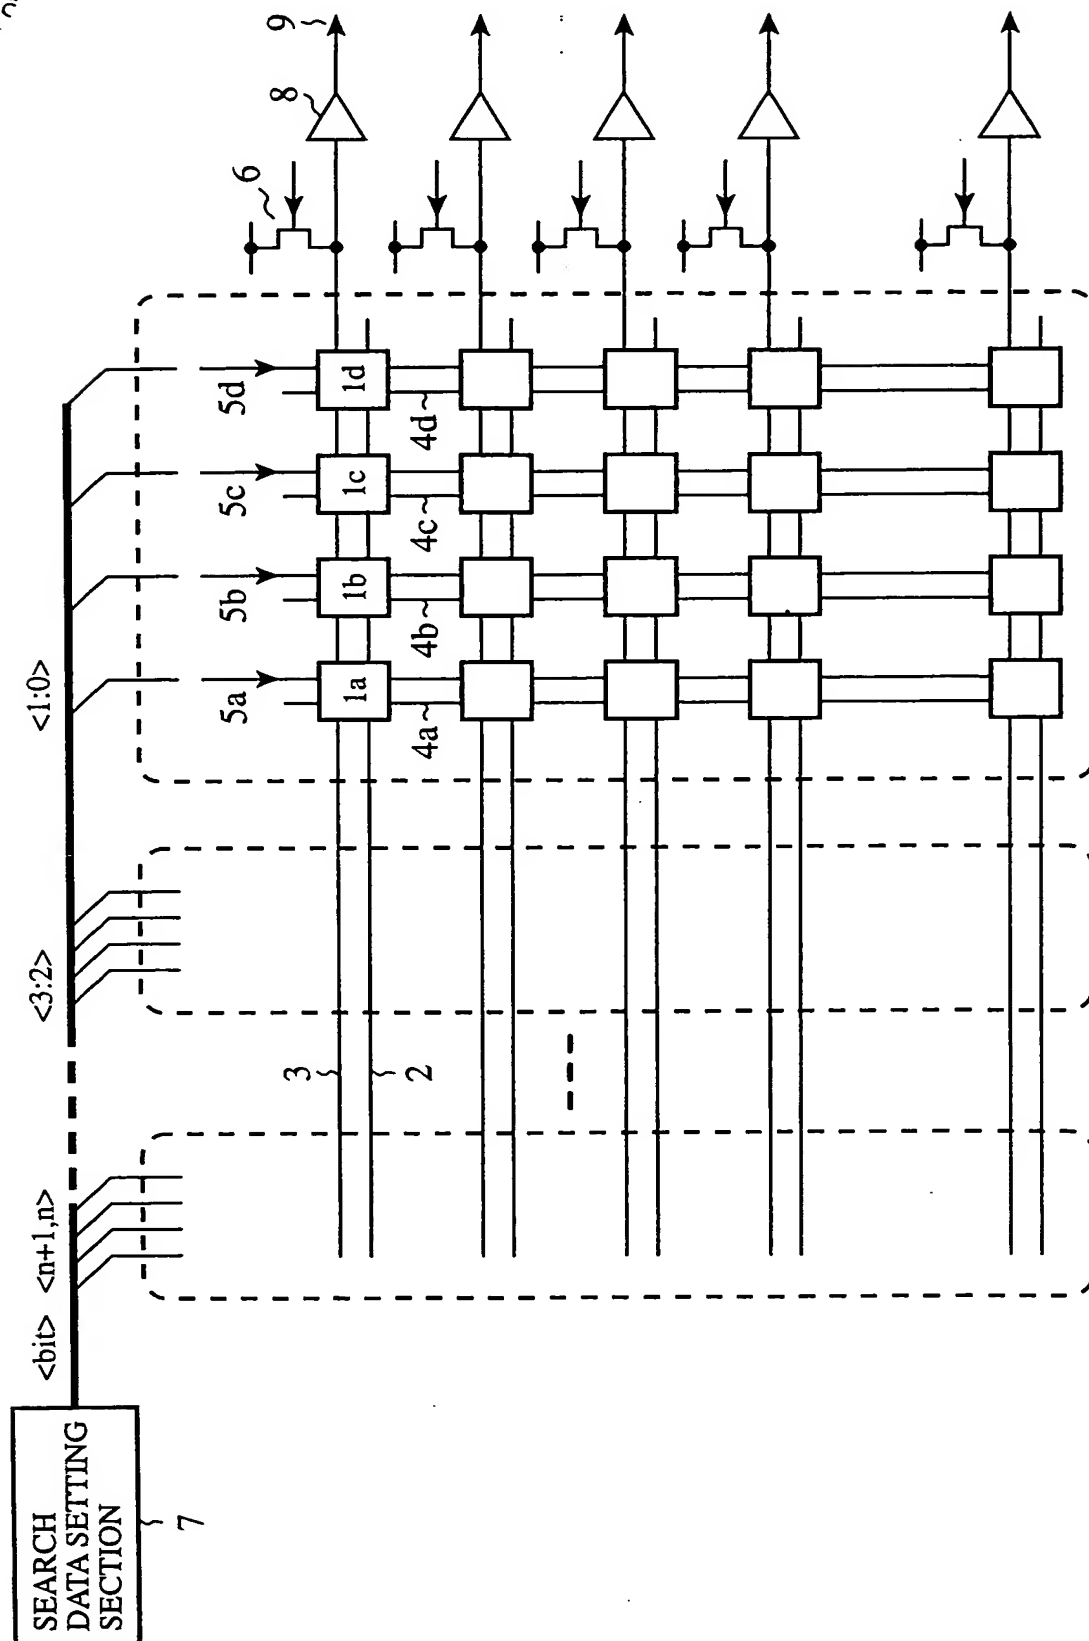 SEARCH
DATA SETTING
SECTION
7
<bit> <n+1,n>
<3:2>
<1:0>
3
2
5a
5b
5c
5d
1a
1b
1c
1d
4a
4b
4c
4d
6
8
9